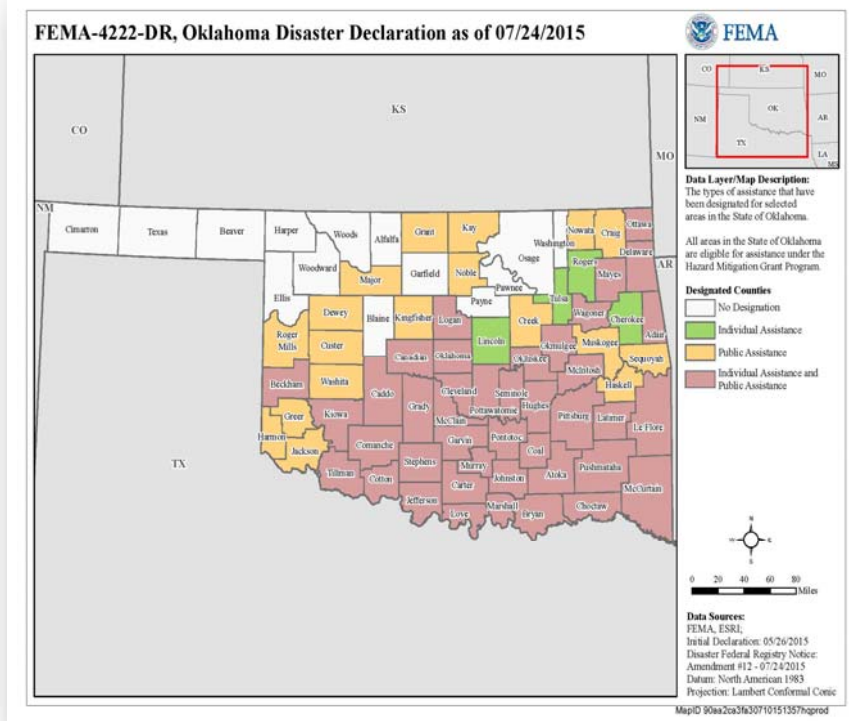 FEMA-4222-DR, Oklahoma Disaster Declaration as of 07/24/2015
FEMA
CO
KS
MO
NM
OK
AR
TX
LA
MS
CO
KS
MO
NM
AR
TX
Cimarron
Texas
Beaver
Harper
Woods
Alfalfa
Grant
Kay
Washington
Nowata
Craig
Ottawa
Osage
Delaware
Rogers
Mayes
Woodward
Major
Garfield
Noble
Pawnee
Ellis
Payne
Tulsa
Dewey
Blaine
Kingfisher
Logan
Creek
Wagoner
Cherokee
Adair
Roger
Mills
Custer
Lincoln
Okmulgee
Muskogee
Sequoyah
Canadian
Oklahoma
Okfuskee
McIntosh
Haskell
Beckham
Washita
Caddo
Cleveland
Seminole
Pottawatomie
Hughes
Pittsburg
Latimer
Le Flore
Greer
Kiowa
Grady
McClain
Harmon
Jackson
Comanche
Garvin
Pontotoc
Coal
Tillman
Cotton
Stephens
Murray
Johnston
Atoka
Pushmataha
McCurtain
Jefferson
Carter
Love
Marshall
Bryan
Choctaw
Data Layer/Map Description:
The types of assistance that have
been designated for selected
areas in the State of Oklahoma.
All areas in the State of Oklahoma
are eligible for assistance under the
Hazard Mitigation Grant Program.
Designated Counties
No Designation
Individual Assistance
Public Assistance
Individual Assistance and
Public Assistance
N
W
E
S
0 20 40 60 80
Miles
Data Sources:
FEMA, ESRI;
Initial Declaration: 05/26/2015
Disaster Federal Registry Notice:
Amendment #12 - 07/24/2015
Datum: North American 1983
Projection: Lambert Conformal Conic